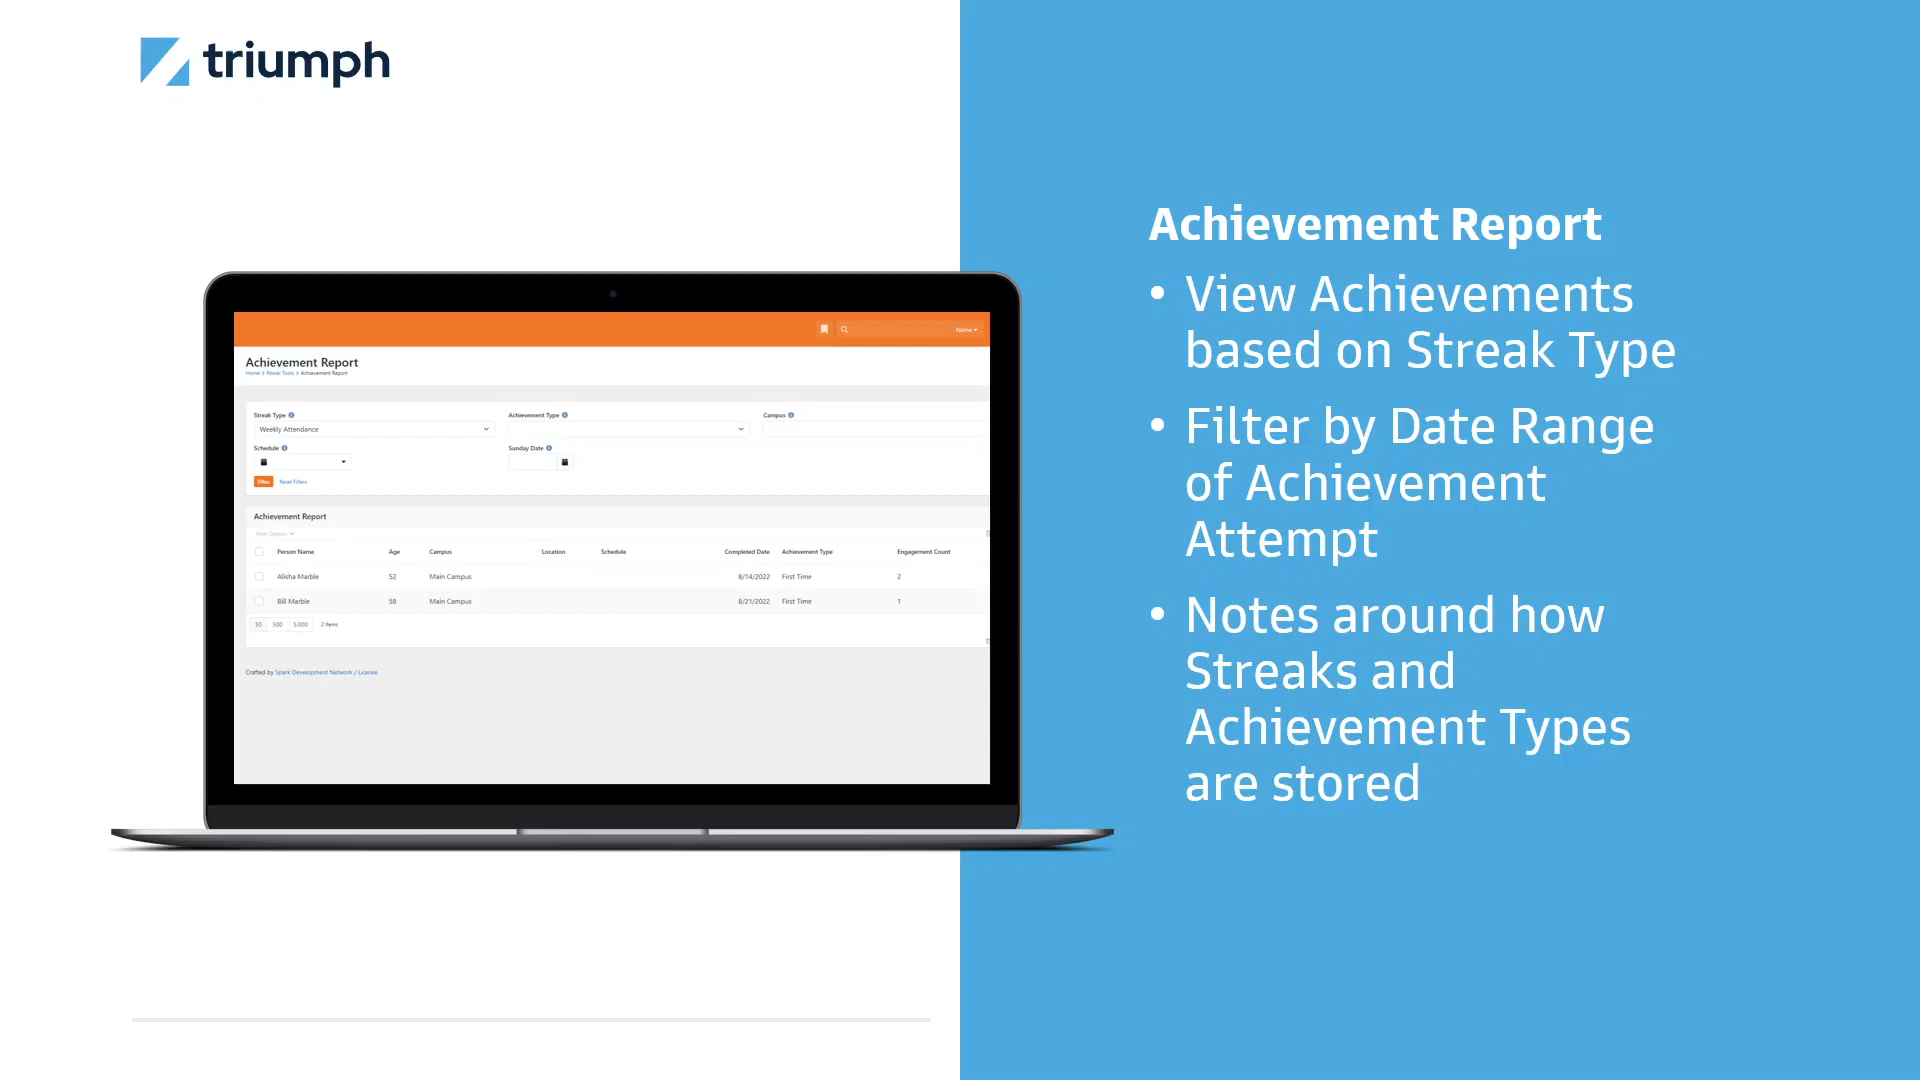 triumph
Name
Achievement Report
Home > Power Tools > Achievement Report
Streak Type
Achievement Type
Campus
Weekly Attendance
Schedule
Sunday Date
Filter
Reset Filters
Achievement Report
Filter Options
Person Name Age Campus Location Schedule Completed Date Achievement Type Engagement Count
Alisha Marble 52 Main Campus 8/14/2022 First Time 2
Bill Marble 58 Main Campus 8/21/2022 First Time 1
50 500 5,000 2 Items
Crafted by Spark Development Network / License
Achievement Report
• View Achievements
based on Streak Type
• Filter by Date Range
of Achievement
Attempt
• Notes around how
Streaks and
Achievement Types
are stored